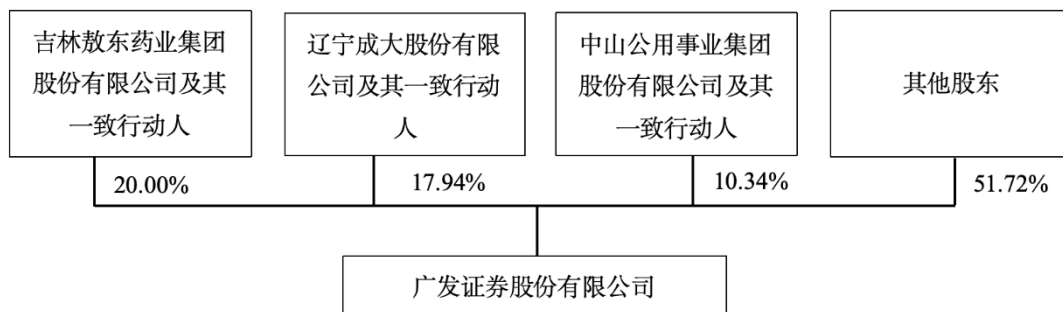 吉林敖东药业集团
股份有限公司及其
一致行动人
辽宁成大股份有限
公司及其一致行动
人
中山公用事业集团
股份有限公司及其
一致行动人
其他股东
20.00%
17.94%
10.34%
51.72%
广发证券股份有限公司